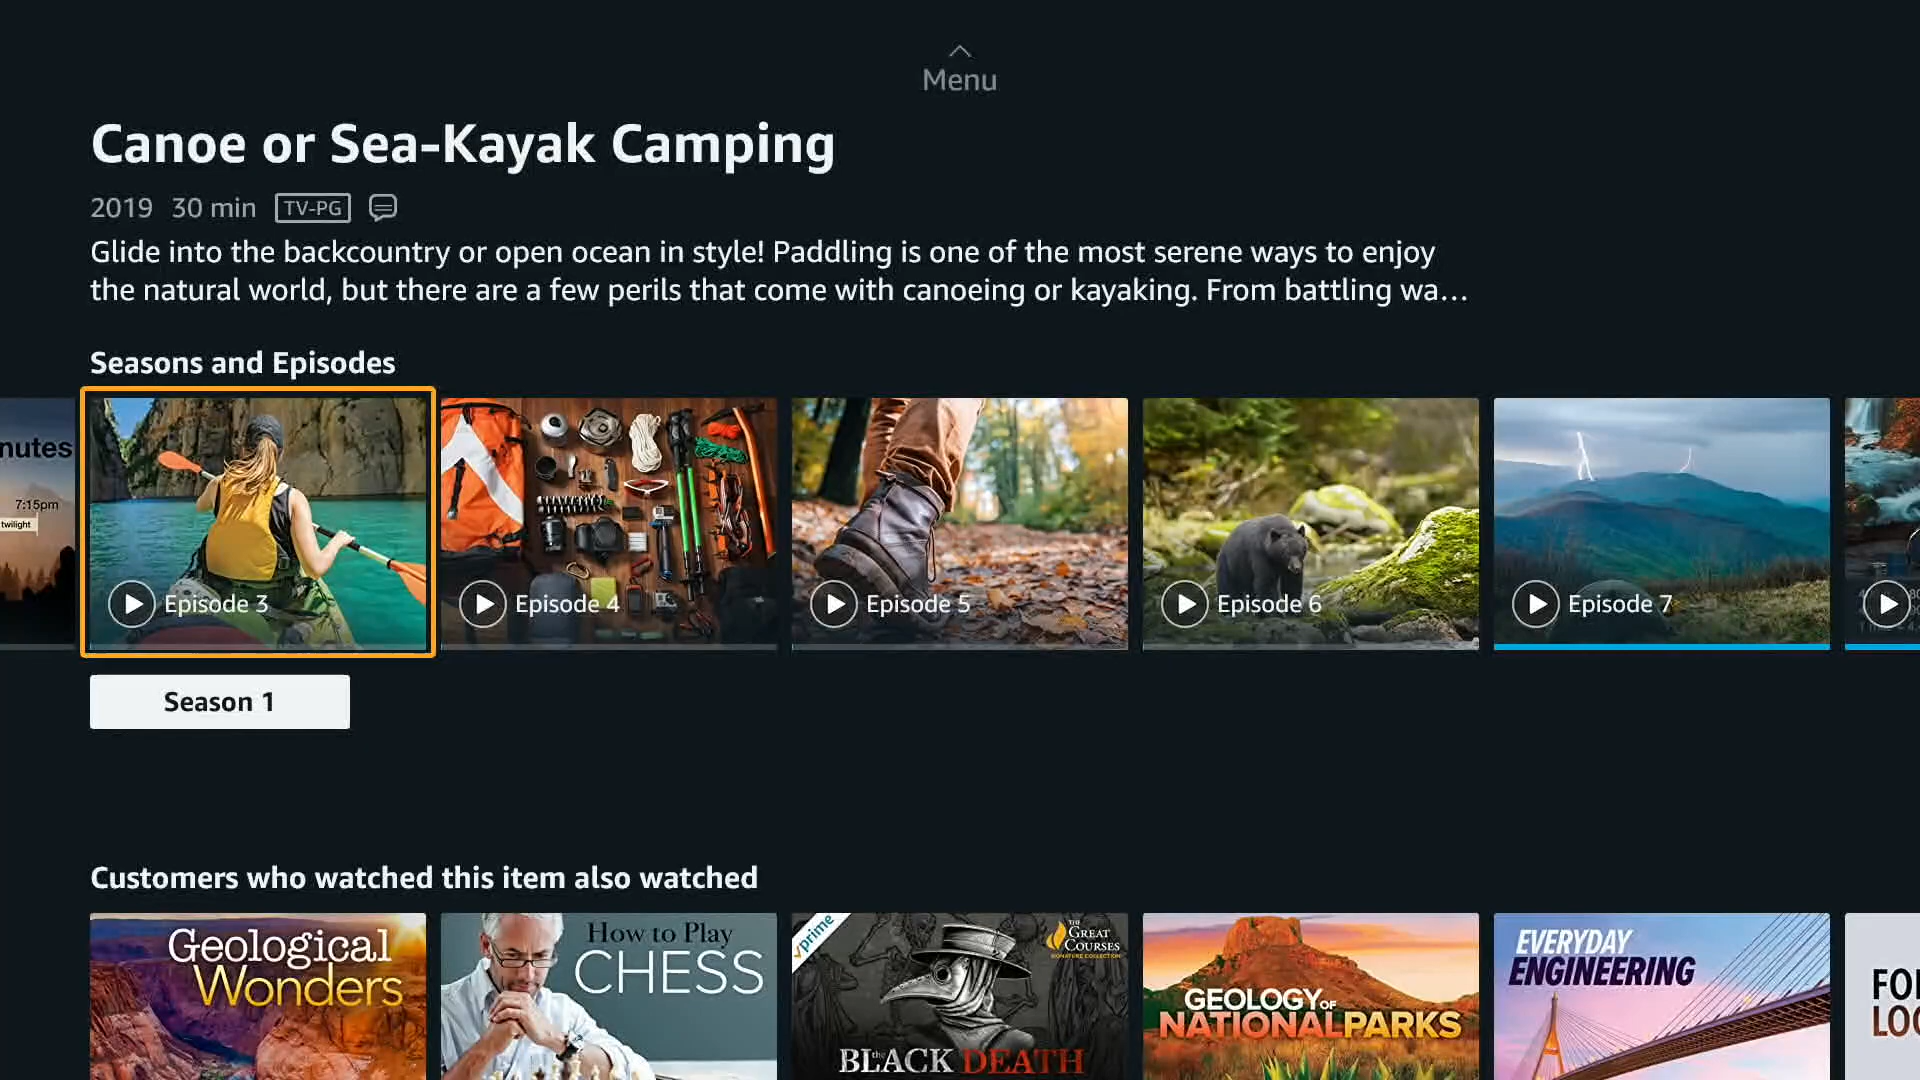 Menu
Canoe or Sea-Kayak Camping
2019 30 min TV-PG
Glide into the backcountry or open ocean in style! Paddling is one of the most serene ways to enjoy
the natural world, but there are a few perils that come with canoeing or kayaking. From battling wa…
Seasons and Episodes
nutes
7:15pm
twilight
Episode 3
Episode 4
Episode 5
Episode 6
Episode 7
Season 1
Customers who watched this item also watched
Geological
Wonders
How to Play
CHESS
prime
THE
GREAT
COURSES
SIGNATURE COLLECTION
the
BLACK DEATH
GEOLOGY OF
NATIONAL PARKS
EVERYDAY
ENGINEERING
FO
LO